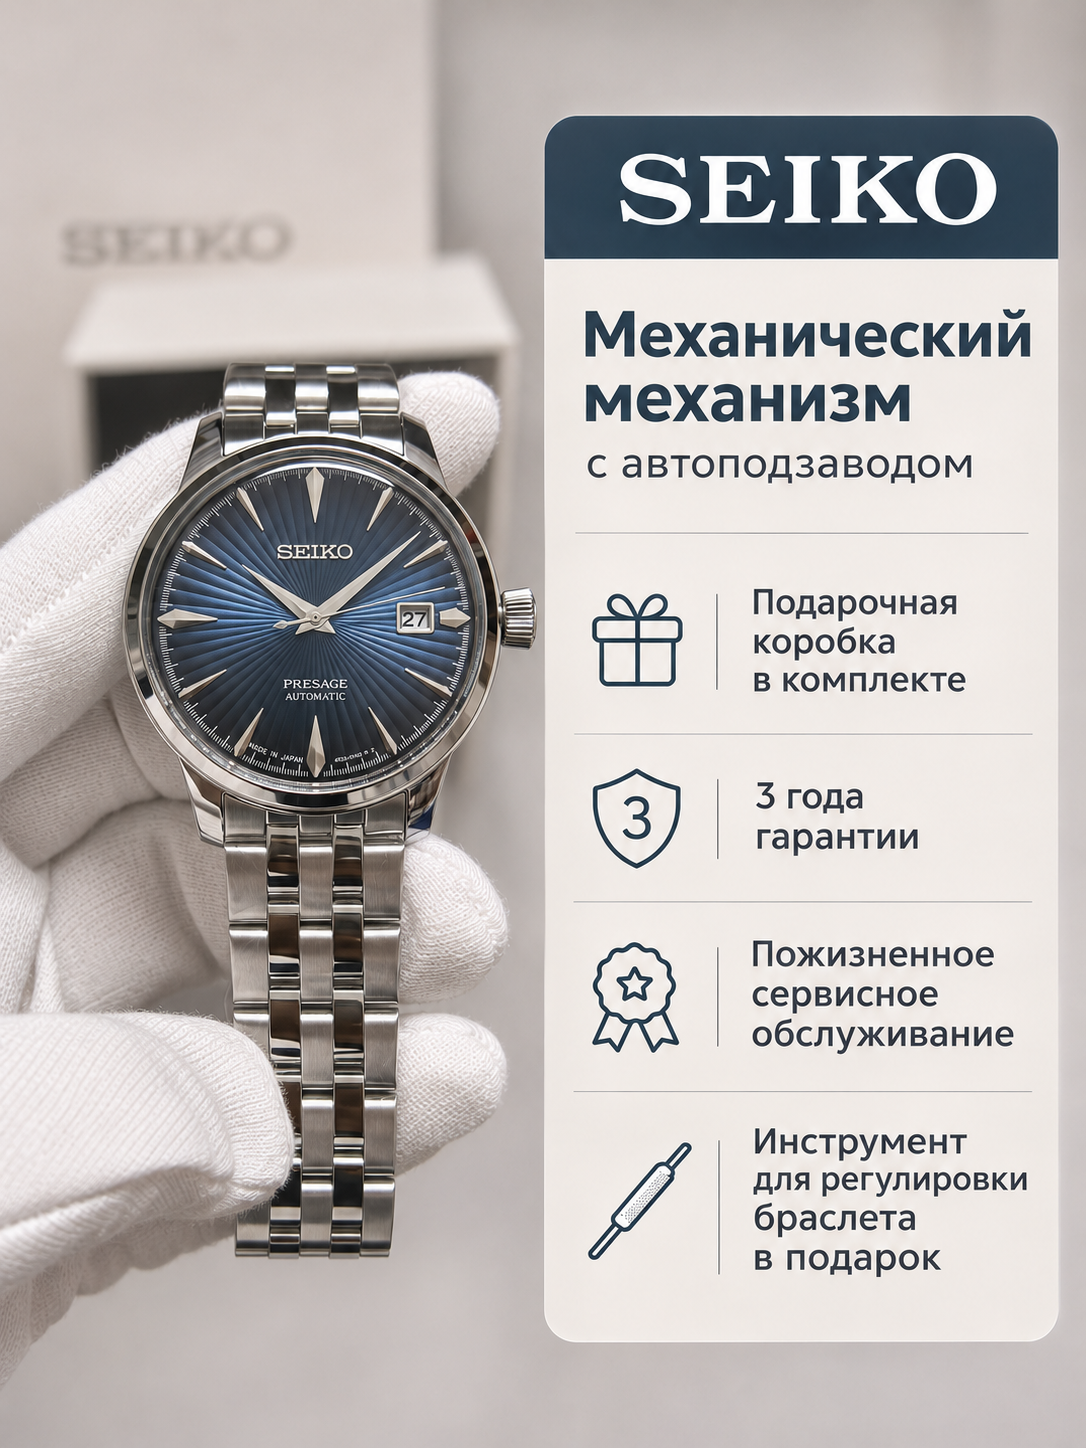 SEIKO
SEIKO
Механический
механизм
с автоподзаводом
Подарочная
коробка
в комплекте
3
3 года
гарантии
Пожизненное
сервисное
обслуживание
Инструмент
для регулировки
браслета
в подарок
SEIKO
27
PRESAGE
AUTOMATIC
MADE IN JAPAN